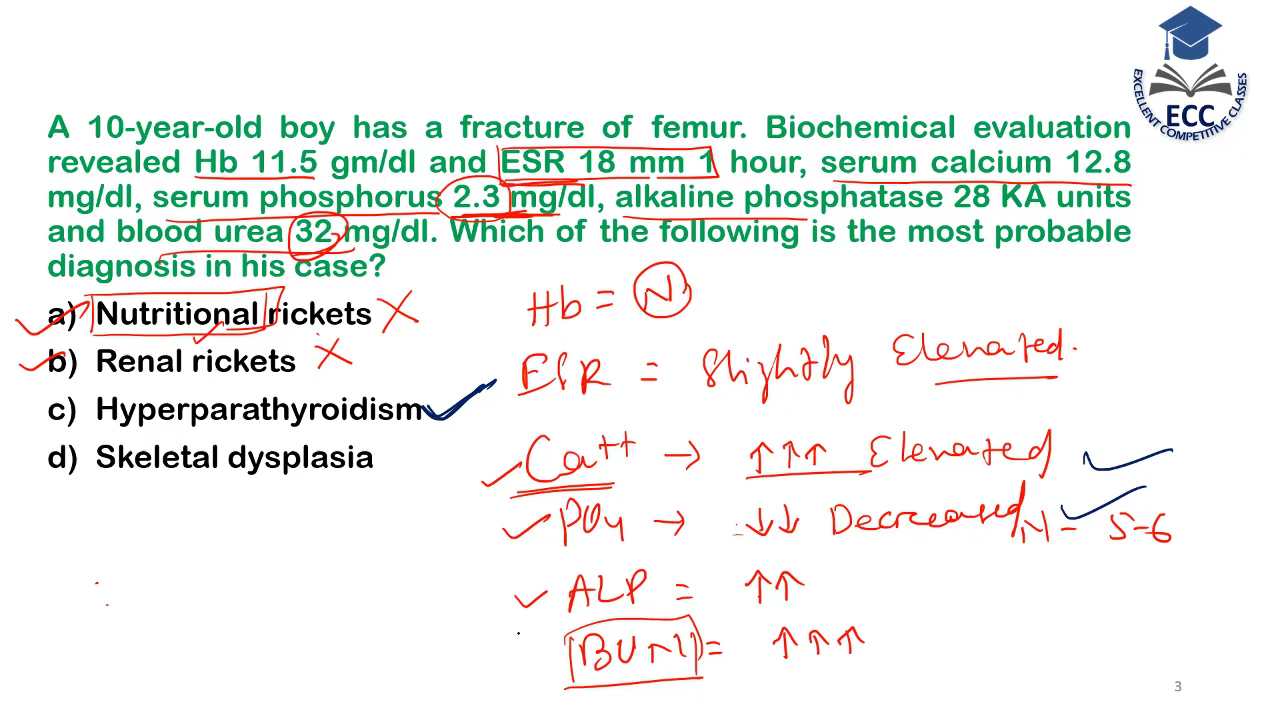 EXCELLENT COMPETITIVE CLASSES
ECC
A 10-year-old boy has a fracture of femur. Biochemical evaluation
revealed Hb 11.5 gm/dl and ESR 18 mm 1 hour, serum calcium 12.8
mg/dl, serum phosphorus 2.3 mg/dl, alkaline phosphatase 28 KA units
and blood urea 32 mg/dl. Which of the following is the most probable
diagnosis in his case?
a) Nutritional rickets
b) Renal rickets
c) Hyperparathyroidism
d) Skeletal dysplasia
Hb = N
ESR = Slightly Elevated.
Ca++ → ↑↑↑ Elevated
PO4 → ↓↓ Decreased N = 5-6
ALP = ↑↑
BUN = ↑↑↑
3